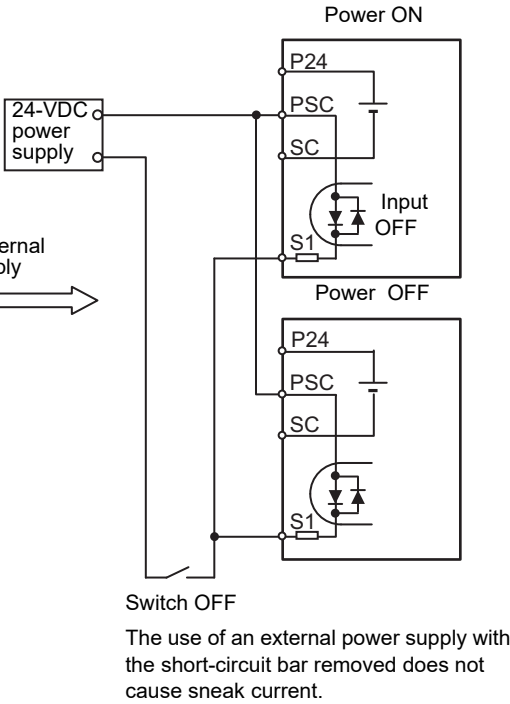 Power ON
P24
24-VDC
power
supply
PSC
SC
Input
OFF
S1
ernal
ply
Power OFF
P24
PSC
SC
S1
Switch OFF
The use of an external power supply with
the short-circuit bar removed does not
cause sneak current.